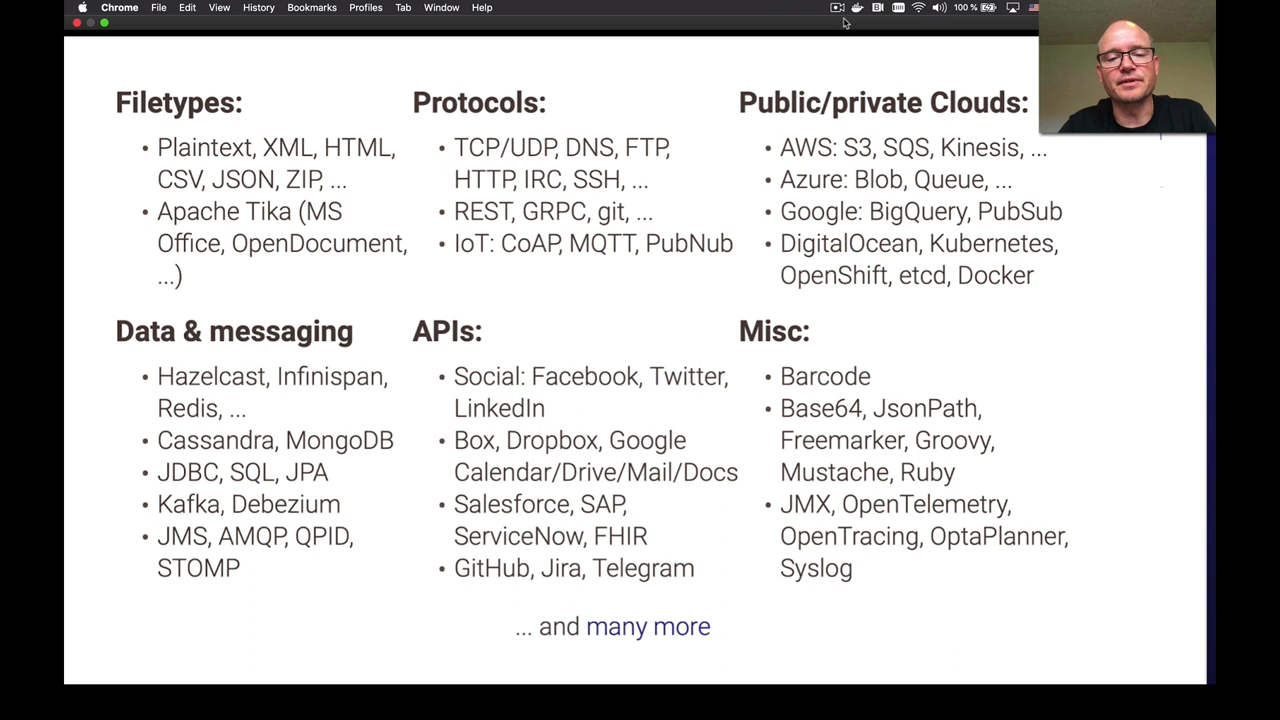 Chrome File Edit View History Bookmarks Profiles Tab Window Help 100 %
Filetypes:
• Plaintext, XML, HTML,
CSV, JSON, ZIP, ...
• Apache Tika (MS
Office, OpenDocument,
...)
Protocols:
• TCP/UDP, DNS, FTP,
HTTP, IRC, SSH, ...
• REST, GRPC, git, ...
• IoT: CoAP, MQTT, PubNub
Public/private Clouds:
• AWS: S3, SQS, Kinesis, ...
• Azure: Blob, Queue, ...
• Google: BigQuery, PubSub
• DigitalOcean, Kubernetes,
OpenShift, etcd, Docker
Data & messaging
• Hazelcast, Infinispan,
Redis, ...
• Cassandra, MongoDB
• JDBC, SQL, JPA
• Kafka, Debezium
• JMS, AMQP, QPID,
STOMP
APIs:
• Social: Facebook, Twitter,
LinkedIn
• Box, Dropbox, Google
Calendar/Drive/Mail/Docs
• Salesforce, SAP,
ServiceNow, FHIR
• GitHub, Jira, Telegram
Misc:
• Barcode
• Base64, JsonPath,
Freemarker, Groovy,
Mustache, Ruby
• JMX, OpenTelemetry,
OpenTracing, OptaPlanner,
Syslog
... and many more